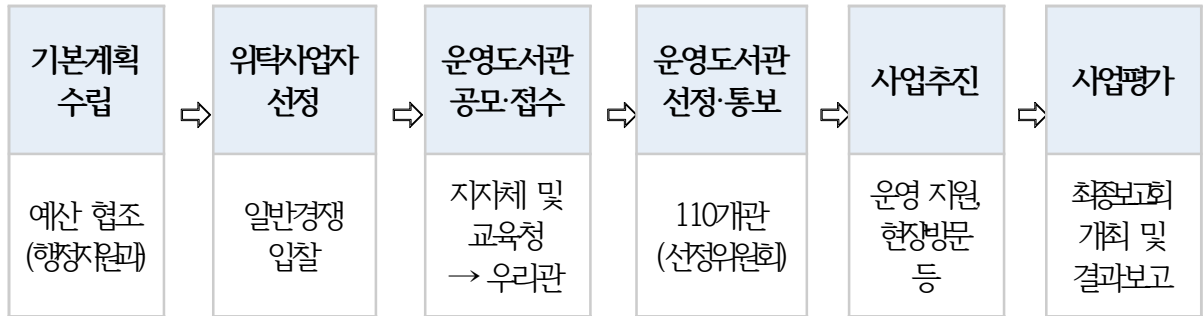 기본계획
수립
⇨
위탁사업자
선정
⇨
운영도서관
공모·접수
⇨
운영도서관
선정·통보
⇨
사업추진
⇨
사업평가
예산 협조
(행정지원과)
일반경쟁
입찰
지자체 및
교육청
→ 우리관
110개관
(선정위원회)
운영 지원,
현장방문
등
최종보고회
개최 및
결과보고